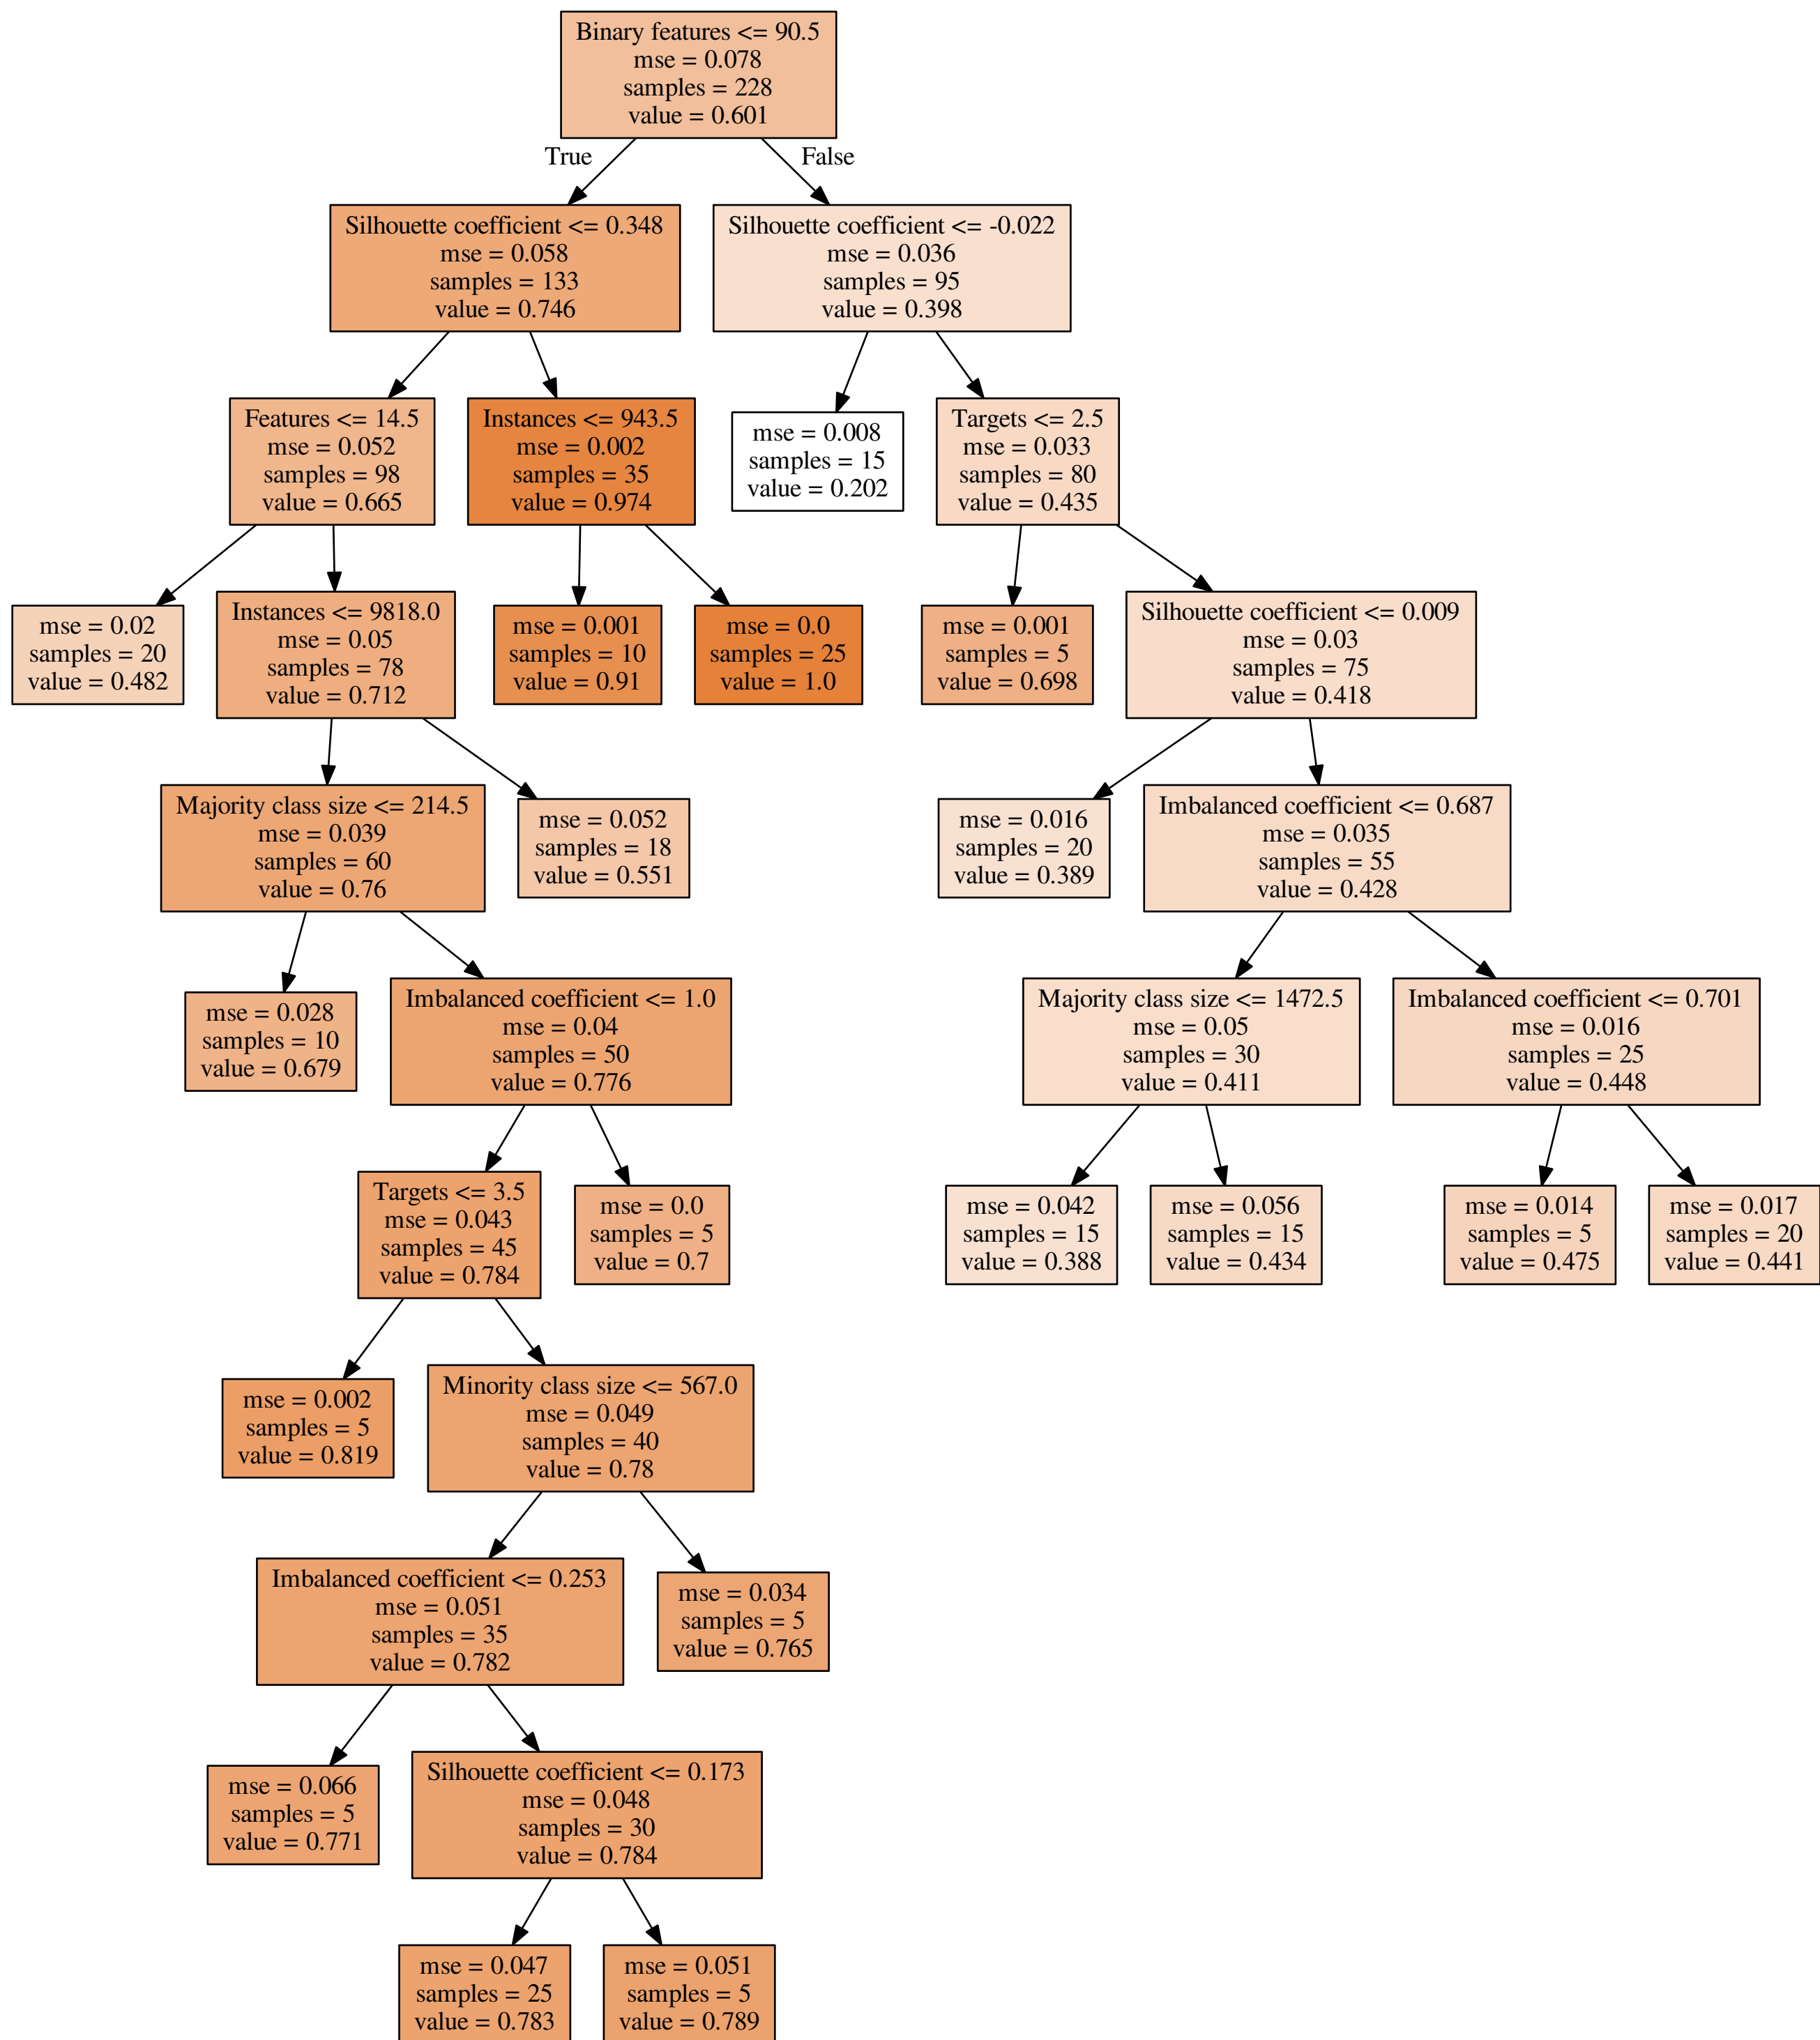 Binary features <= 90.5
mse = 0.078
samples = 228
value = 0.601
True
False
Silhouette coefficient <= 0.348
mse = 0.058
samples = 133
value = 0.746
Silhouette coefficient <= -0.022
mse = 0.036
samples = 95
value = 0.398
Features <= 14.5
mse = 0.052
samples = 98
value = 0.665
Instances <= 943.5
mse = 0.002
samples = 35
value = 0.974
mse = 0.008
samples = 15
value = 0.202
Targets <= 2.5
mse = 0.033
samples = 80
value = 0.435
mse = 0.02
samples = 20
value = 0.482
Instances <= 9818.0
mse = 0.05
samples = 78
value = 0.712
mse = 0.001
samples = 10
value = 0.91
mse = 0.0
samples = 25
value = 1.0
mse = 0.001
samples = 5
value = 0.698
Silhouette coefficient <= 0.009
mse = 0.03
samples = 75
value = 0.418
Majority class size <= 214.5
mse = 0.039
samples = 60
value = 0.76
mse = 0.052
samples = 18
value = 0.551
mse = 0.016
samples = 20
value = 0.389
Imbalanced coefficient <= 0.687
mse = 0.035
samples = 55
value = 0.428
mse = 0.028
samples = 10
value = 0.679
Imbalanced coefficient <= 1.0
mse = 0.04
samples = 50
value = 0.776
Majority class size <= 1472.5
mse = 0.05
samples = 30
value = 0.411
Imbalanced coefficient <= 0.701
mse = 0.016
samples = 25
value = 0.448
Targets <= 3.5
mse = 0.043
samples = 45
value = 0.784
mse = 0.0
samples = 5
value = 0.7
mse = 0.042
samples = 15
value = 0.388
mse = 0.056
samples = 15
value = 0.434
mse = 0.014
samples = 5
value = 0.475
mse = 0.017
samples = 20
value = 0.441
mse = 0.002
samples = 5
value = 0.819
Minority class size <= 567.0
mse = 0.049
samples = 40
value = 0.78
Imbalanced coefficient <= 0.253
mse = 0.051
samples = 35
value = 0.782
mse = 0.034
samples = 5
value = 0.765
mse = 0.066
samples = 5
value = 0.771
Silhouette coefficient <= 0.173
mse = 0.048
samples = 30
value = 0.784
mse = 0.047
samples = 25
value = 0.783
mse = 0.051
samples = 5
value = 0.789